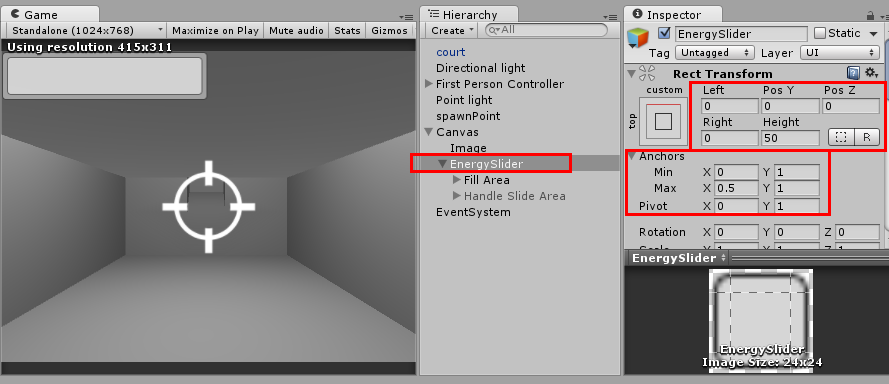 Game
Standalone (1024x768) Maximize on Play Mute audio Stats Gizmos
Using resolution 415x311
Hierarchy
Create All
court
Directional light
First Person Controller
Point light
spawnPoint
Canvas
Image
EnergySlider
Fill Area
Handle Slide Area
EventSystem
Inspector
EnergySlider Static
Tag Untagged Layer UI
Rect Transform
custom
top
Left Pos Y Pos Z
0 0 0
Right Height
0 50 R
Anchors
Min X 0 Y 1
Max X 0.5 Y 1
Pivot X 0 Y 1
Rotation X 0 Y 0 Z 0
Scale X 1 Y 1 Z 1
EnergySlider
EnergySlider
Image Size: 24x24